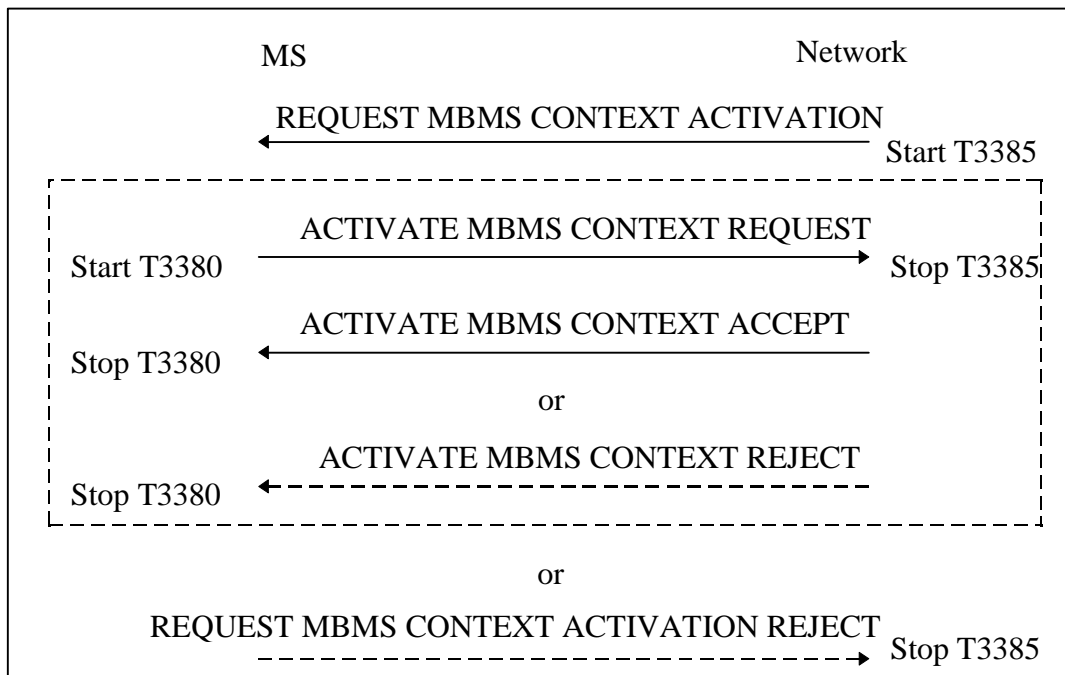 MS Network
REQUEST MBMS CONTEXT ACTIVATION
Start T3385
ACTIVATE MBMS CONTEXT REQUEST
Start T3380 Stop T3385
ACTIVATE MBMS CONTEXT ACCEPT
Stop T3380
or
ACTIVATE MBMS CONTEXT REJECT
Stop T3380
or
REQUEST MBMS CONTEXT ACTIVATION REJECT
Stop T3385